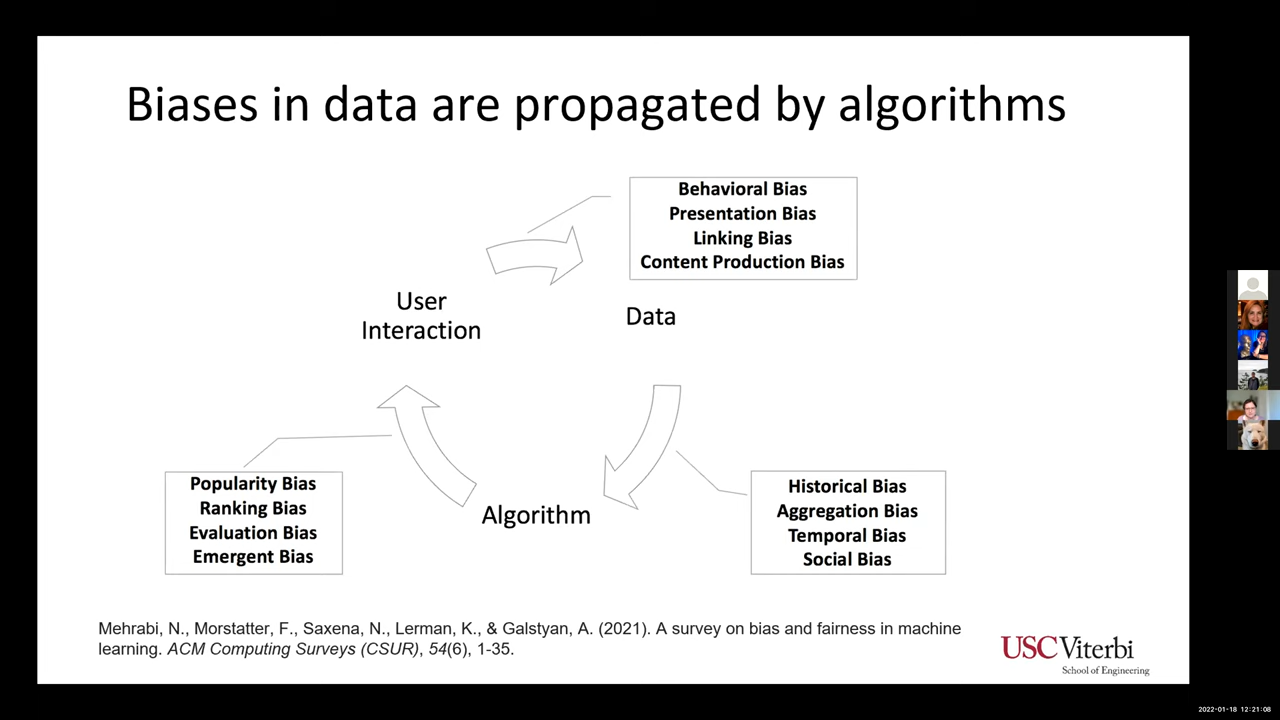 Biases in data are propagated by algorithms
Behavioral Bias
Presentation Bias
Linking Bias
Content Production Bias
User
Interaction
Data
Popularity Bias
Ranking Bias
Evaluation Bias
Emergent Bias
Algorithm
Historical Bias
Aggregation Bias
Temporal Bias
Social Bias
Mehrabi, N., Morstatter, F., Saxena, N., Lerman, K., & Galstyan, A. (2021). A survey on bias and fairness in machine
learning. ACM Computing Surveys (CSUR), 54(6), 1-35.
USC Viterbi
School of Engineering
2022-01-18 12:21:08